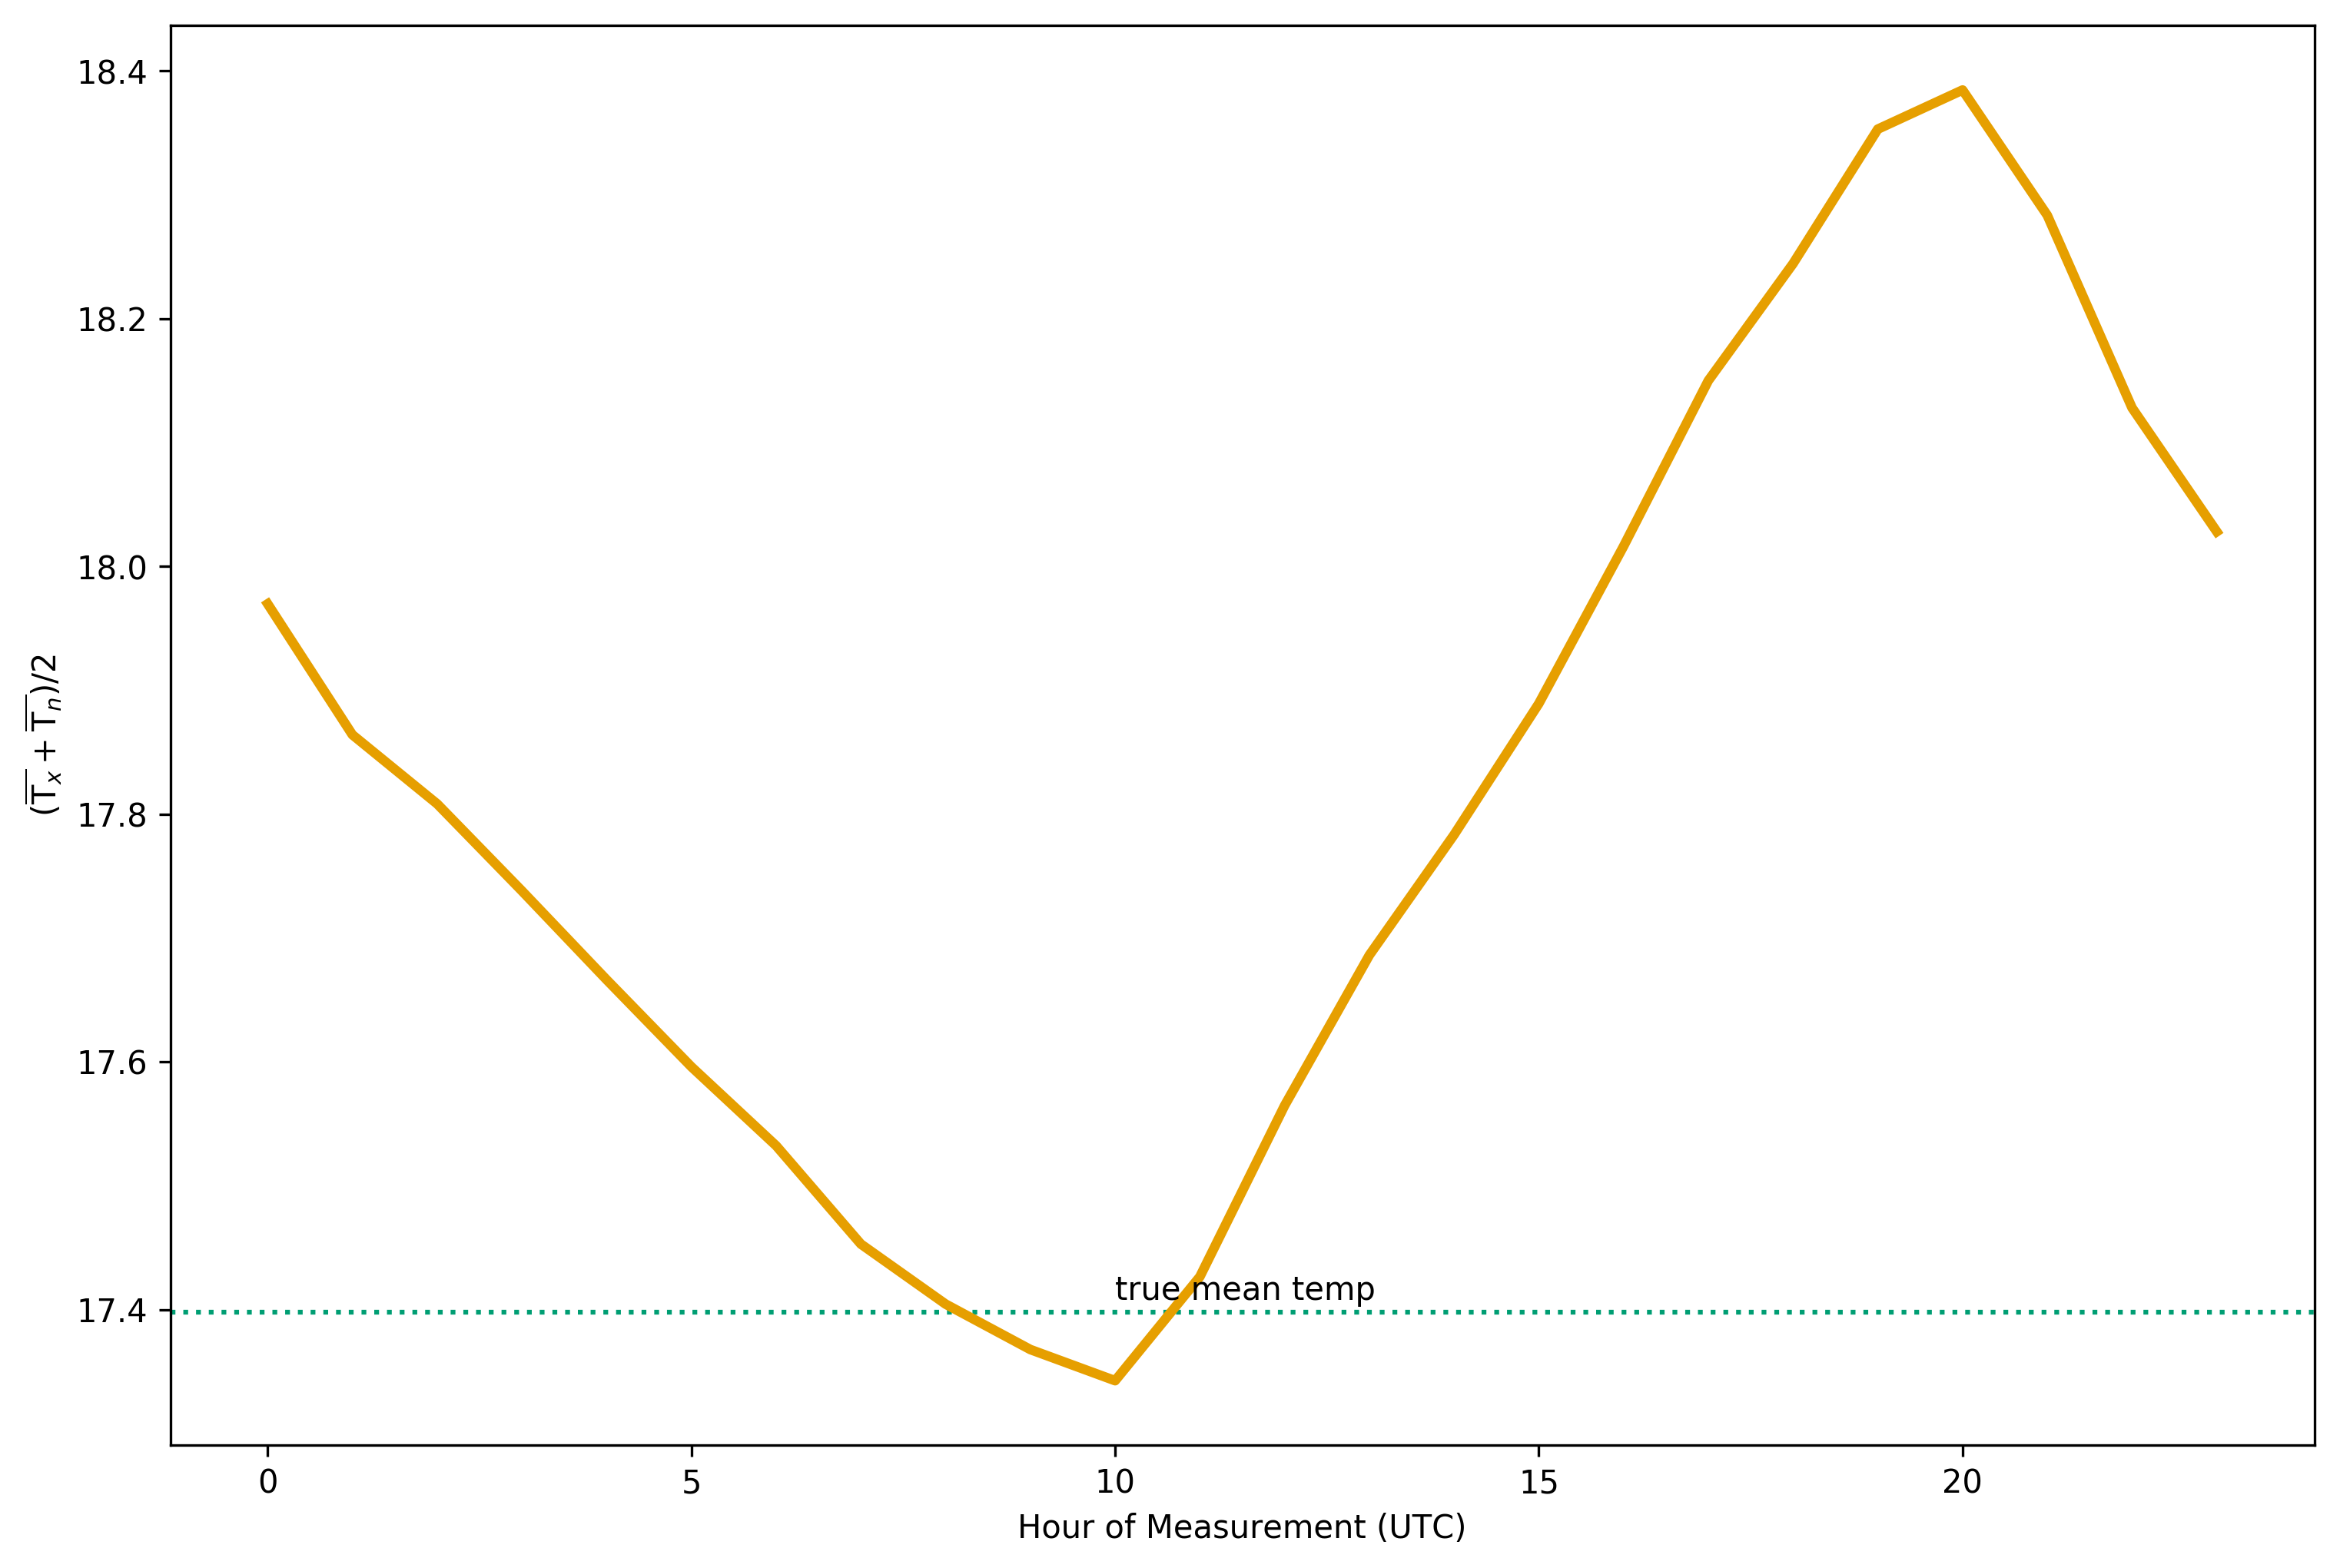 18.4
18.2
18.0
17.8
17.6
17.4
(T̅ₓ + T̅ₙ)/2
true mean temp
0 5 10 15 20
Hour of Measurement (UTC)